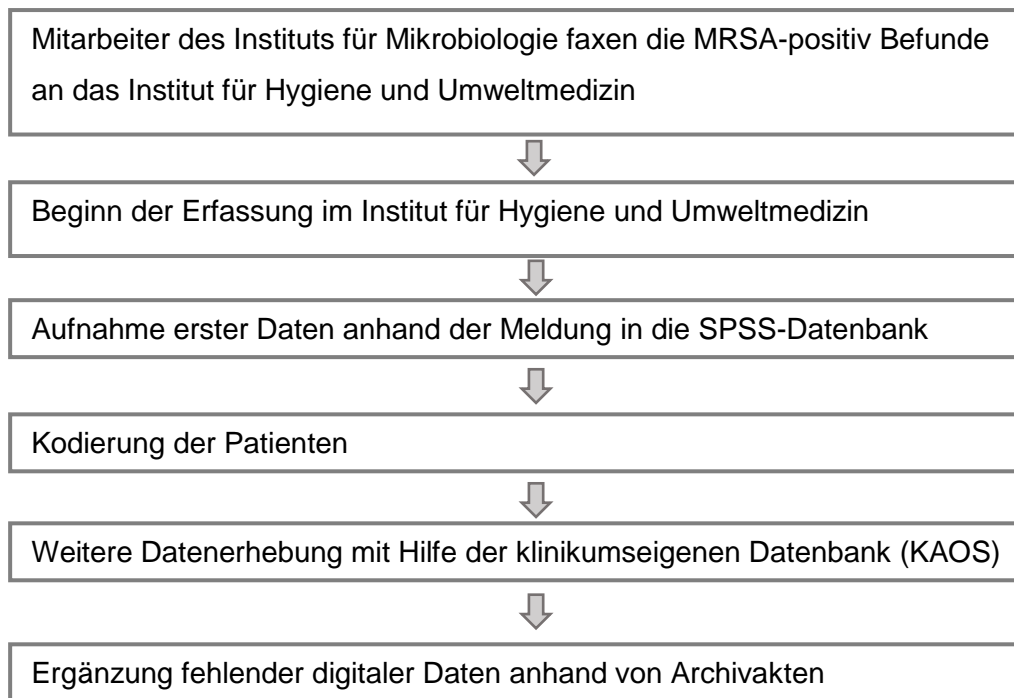 Mitarbeiter des Instituts für Mikrobiologie faxen die MRSA-positiv Befunde
an das Institut für Hygiene und Umweltmedizin
Beginn der Erfassung im Institut für Hygiene und Umweltmedizin
Aufnahme erster Daten anhand der Meldung in die SPSS-Datenbank
Kodierung der Patienten
Weitere Datenerhebung mit Hilfe der klinikumseigenen Datenbank (KAOS)
Ergänzung fehlender digitaler Daten anhand von Archivakten